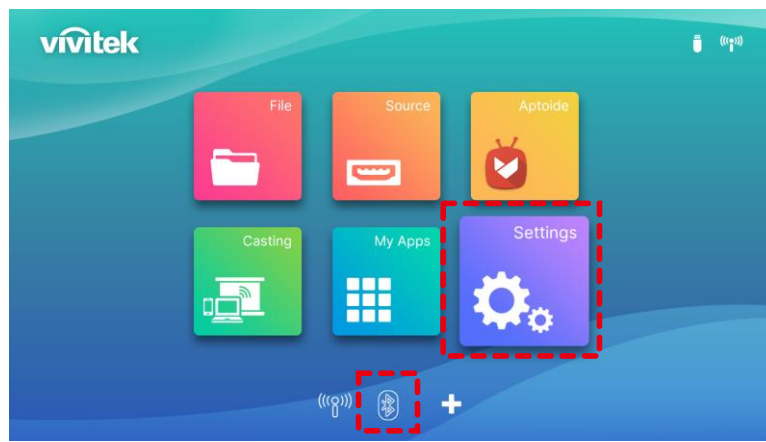 vivitek
File
Source
Aptoide
Casting
My Apps
Settings